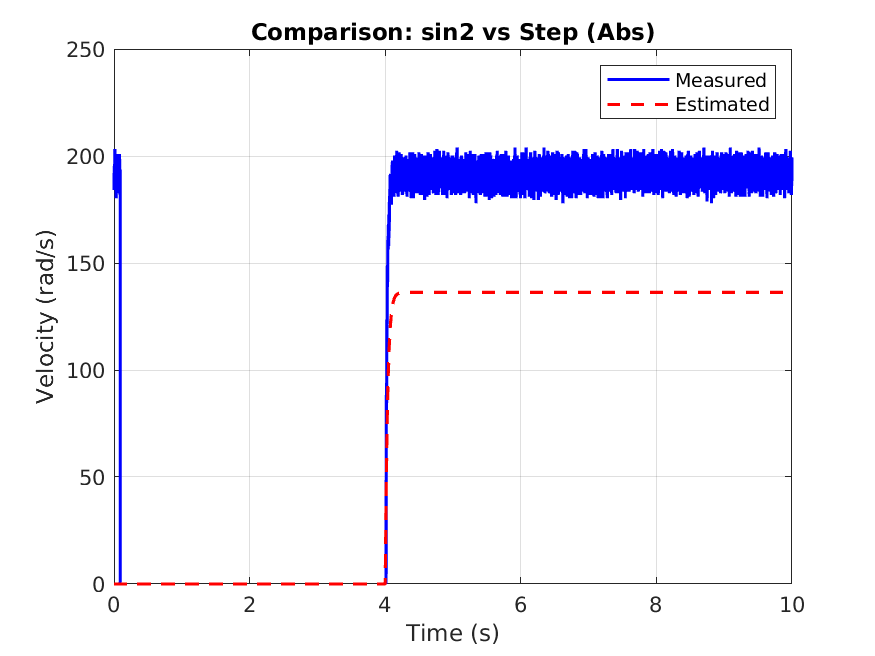 Comparison: sin2 vs Step (Abs)
Measured
Estimated
Velocity (rad/s)
250
200
150
100
50
0
0 2 4 6 8 10
Time (s)